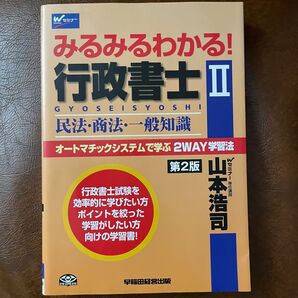 Wセミナー
みるみるわかる!
行政書士Ⅱ
GYOSEISYOSHI
民法・商法・一般知識
オートマチックシステムで学ぶ 2WAY学習法
第2版
Wセミナー
山本浩司
行政書士試験を
効率的に学びたい方
ポイントを絞った
学習がしたい方
向けの学習書!
早稲田経営出版